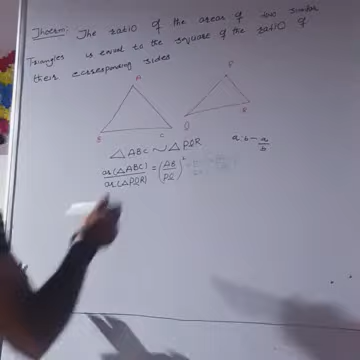 Theorem: The ratio of the areas of two similar
Triangles is equal to the square of the ratio of
their corresponding sides
A
P
B
C
Q
R
△ABC ~ △PQR
a:b = a/b
ar(△ABC)/ar(△PQR) = (AB/PQ)²